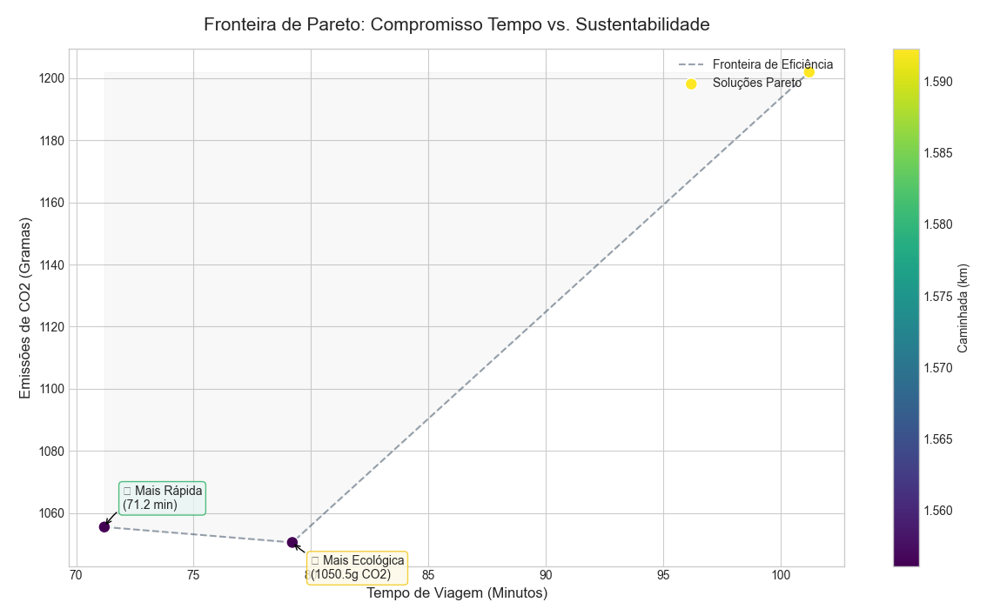 Fronteira de Pareto: Compromisso Tempo vs. Sustentabilidade
Fronteira de Eficiência
Soluções Pareto
Emissões de CO2 (Gramas)
1200
1180
1160
1140
1120
1100
1080
1060
Mais Rápida
(71.2 min)
Mais Ecológica
(1050.5g CO2)
70
75
85
90
95
100
Tempo de Viagem (Minutos)
1.590
1.585
1.580
1.575
1.570
1.565
1.560
Caminhada (km)